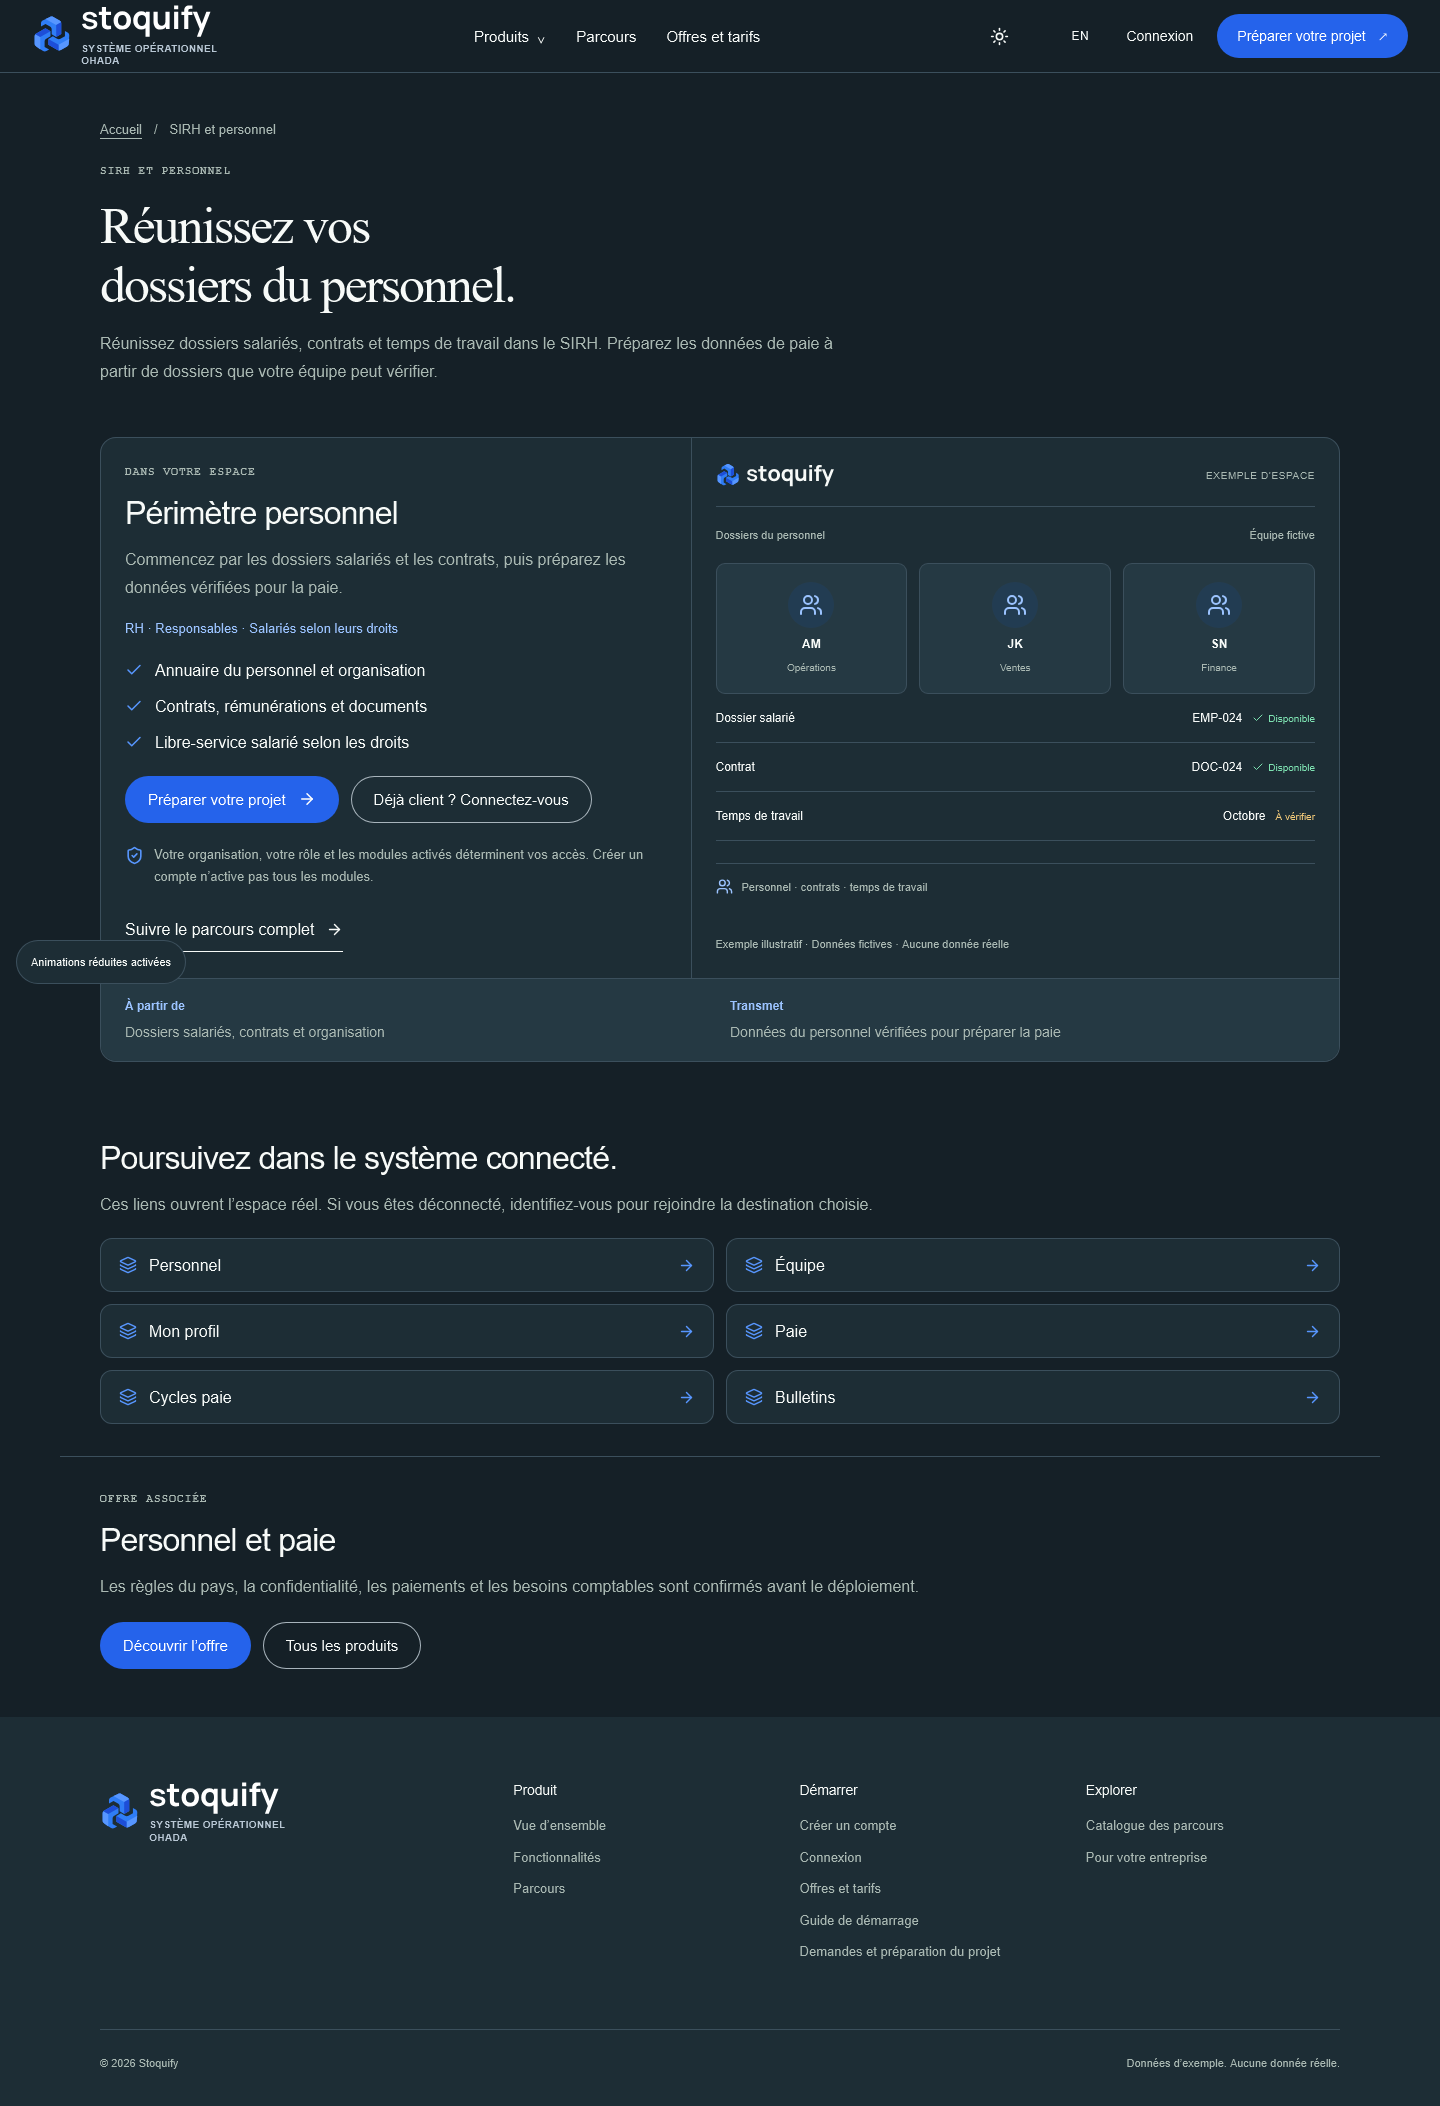 stoquify
SYSTÈME OPÉRATIONNEL
OHADA
Produits
Parcours
Offres et tarifs
EN
Connexion
Préparer votre projet ↗
Accueil / SIRH et personnel
SIRH ET PERSONNEL
Réunissez vos
dossiers du personnel.
Réunissez dossiers salariés, contrats et temps de travail dans le SIRH. Préparez les données de paie à
partir de dossiers que votre équipe peut vérifier.
DANS VOTRE ESPACE
Périmètre personnel
Commencez par les dossiers salariés et les contrats, puis préparez les
données vérifiées pour la paie.
RH · Responsables · Salariés selon leurs droits
Annuaire du personnel et organisation
Contrats, rémunérations et documents
Libre-service salarié selon les droits
Préparer votre projet →
Déjà client ? Connectez-vous
Votre organisation, votre rôle et les modules activés déterminent vos accès. Créer un
compte n’active pas tous les modules.
Suivre le parcours complet →
Animations réduites activées
stoquify
EXEMPLE D’ESPACE
Dossiers du personnel
Équipe fictive
AM
Opérations
JK
Ventes
SN
Finance
Dossier salarié
EMP-024 Disponible
Contrat
DOC-024 Disponible
Temps de travail
Octobre À vérifier
Personnel · contrats · temps de travail
Exemple illustratif · Données fictives · Aucune donnée réelle
À partir de
Dossiers salariés, contrats et organisation
Transmet
Données du personnel vérifiées pour préparer la paie
Poursuivez dans le système connecté.
Ces liens ouvrent l’espace réel. Si vous êtes déconnecté, identifiez-vous pour rejoindre la destination choisie.
Personnel →
Équipe →
Mon profil →
Paie →
Cycles paie →
Bulletins →
OFFRE ASSOCIÉE
Personnel et paie
Les règles du pays, la confidentialité, les paiements et les besoins comptables sont confirmés avant le déploiement.
Découvrir l’offre
Tous les produits
stoquify
SYSTÈME OPÉRATIONNEL
OHADA
Produit
Vue d’ensemble
Fonctionnalités
Parcours
Démarrer
Créer un compte
Connexion
Offres et tarifs
Guide de démarrage
Demandes et préparation du projet
Explorer
Catalogue des parcours
Pour votre entreprise
© 2026 Stoquify
Données d’exemple. Aucune donnée réelle.